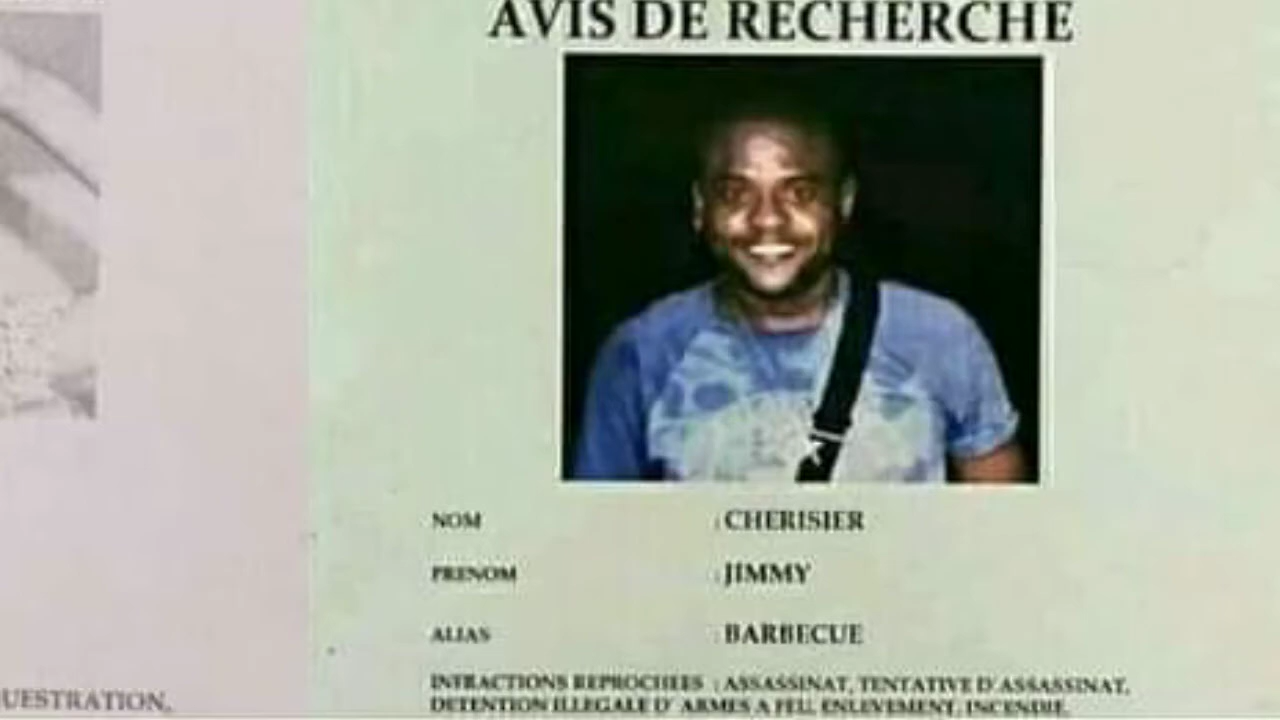 AVIS DE RECHERCHE
NOM : CHERISIER
PRENOM : JIMMY
ALIAS : BARBECUE
INFRACTIONS REPROCHEES : ASSASSINAT, TENTATIVE D'ASSASSINAT,
DETENTION ILLEGALE D' ARMES A FEU, ENLEVEMENT, INCENDIE,
UESTRATION,